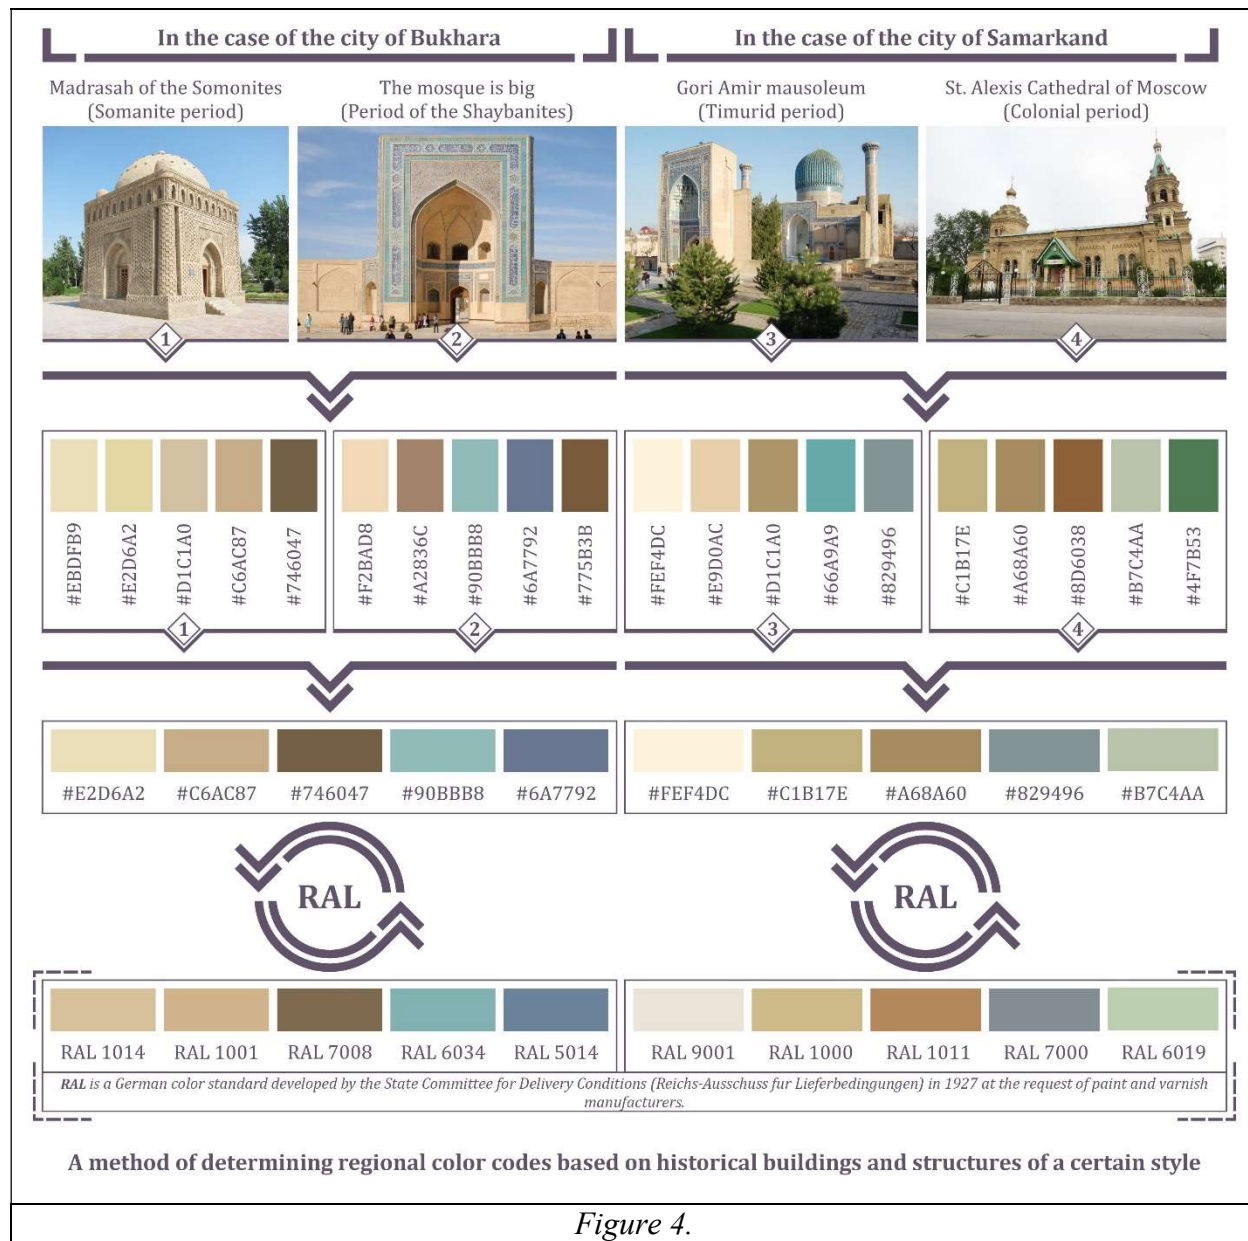 In the case of the city of Bukhara
In the case of the city of Samarkand
Madrasah of the Somonites
(Somanite period)
The mosque is big
(Period of the Shaybanites)
Gori Amir mausoleum
(Timurid period)
St. Alexis Cathedral of Moscow
(Colonial period)
1
2
3
4
#EBDFB9
#E2D6A2
#D1C1A0
#C6AC87
#746047
#F2BAD8
#A2836C
#90BBB8
#6A7792
#775B3B
#FEF4DC
#E9D0AC
#D1C1A0
#66A9A9
#829496
#C1B17E
#A68A60
#8D6038
#B7C4AA
#4F7B53
1
2
3
4
#E2D6A2
#C6AC87
#746047
#90BBB8
#6A7792
#FEF4DC
#C1B17E
#A68A60
#829496
#B7C4AA
RAL
RAL
RAL 1014
RAL 1001
RAL 7008
RAL 6034
RAL 5014
RAL 9001
RAL 1000
RAL 1011
RAL 7000
RAL 6019
RAL is a German color standard developed by the State Committee for Delivery Conditions (Reichs-Ausschuss fur Lieferbedingungen) in 1927 at the request of paint and varnish
manufacturers.
A method of determining regional color codes based on historical buildings and structures of a certain style
Figure 4.